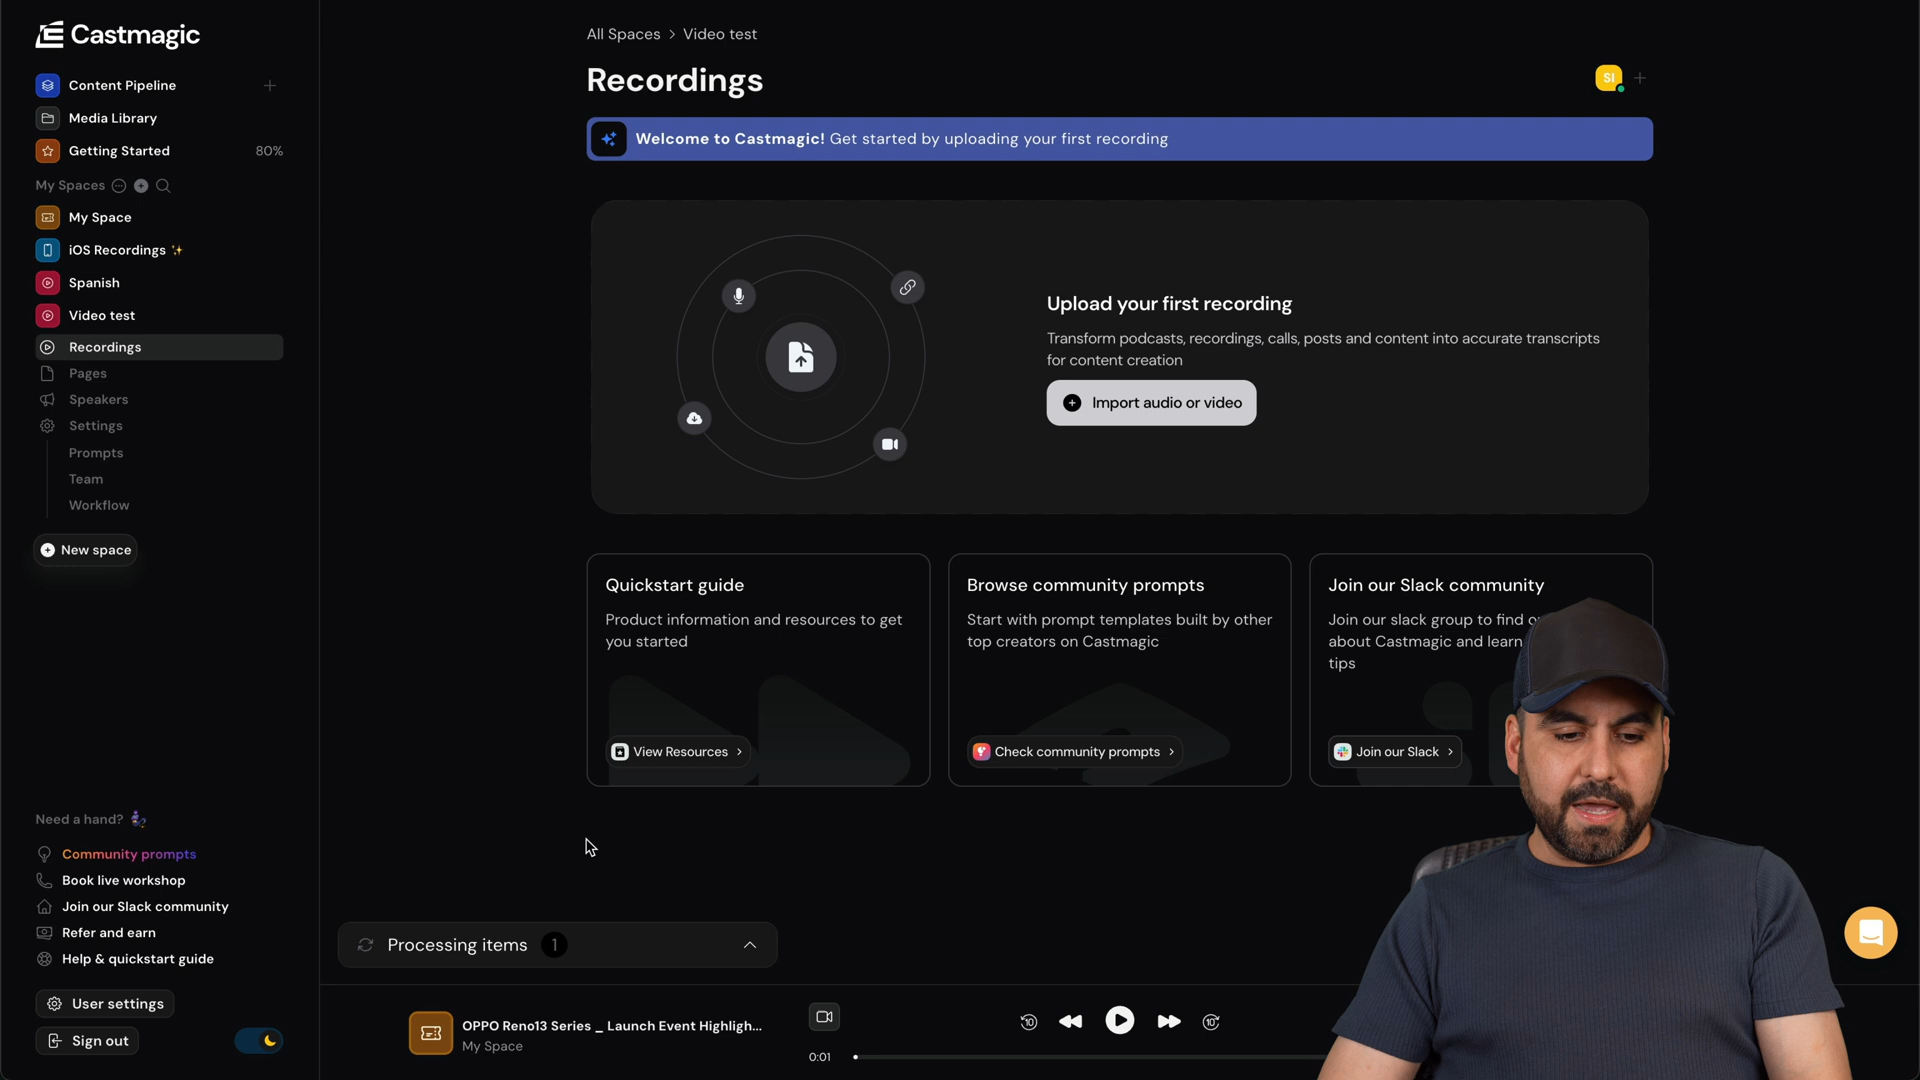 Castmagic
Content Pipeline
Media Library
Getting Started 80%
My Spaces
My Space
iOS Recordings ✨
Spanish
Video test
Recordings
Pages
Speakers
Settings
Prompts
Team
Workflow
New space
Need a hand?
Community prompts
Book live workshop
Join our Slack community
Refer and earn
Help & quickstart guide
User settings
Sign out
All Spaces > Video test
Recordings
SI
Welcome to Castmagic! Get started by uploading your first recording
Upload your first recording
Transform podcasts, recordings, calls, posts and content into accurate transcripts
for content creation
Import audio or video
Quickstart guide
Product information and resources to get
you started
View Resources >
Browse community prompts
Start with prompt templates built by other
top creators on Castmagic
Check community prompts >
Join our Slack community
Join our slack group to find
about Castmagic and learn
tips
Join our Slack >
Processing items 1
OPPO Reno13 Series _ Launch Event Highligh...
My Space
0:01
10
10